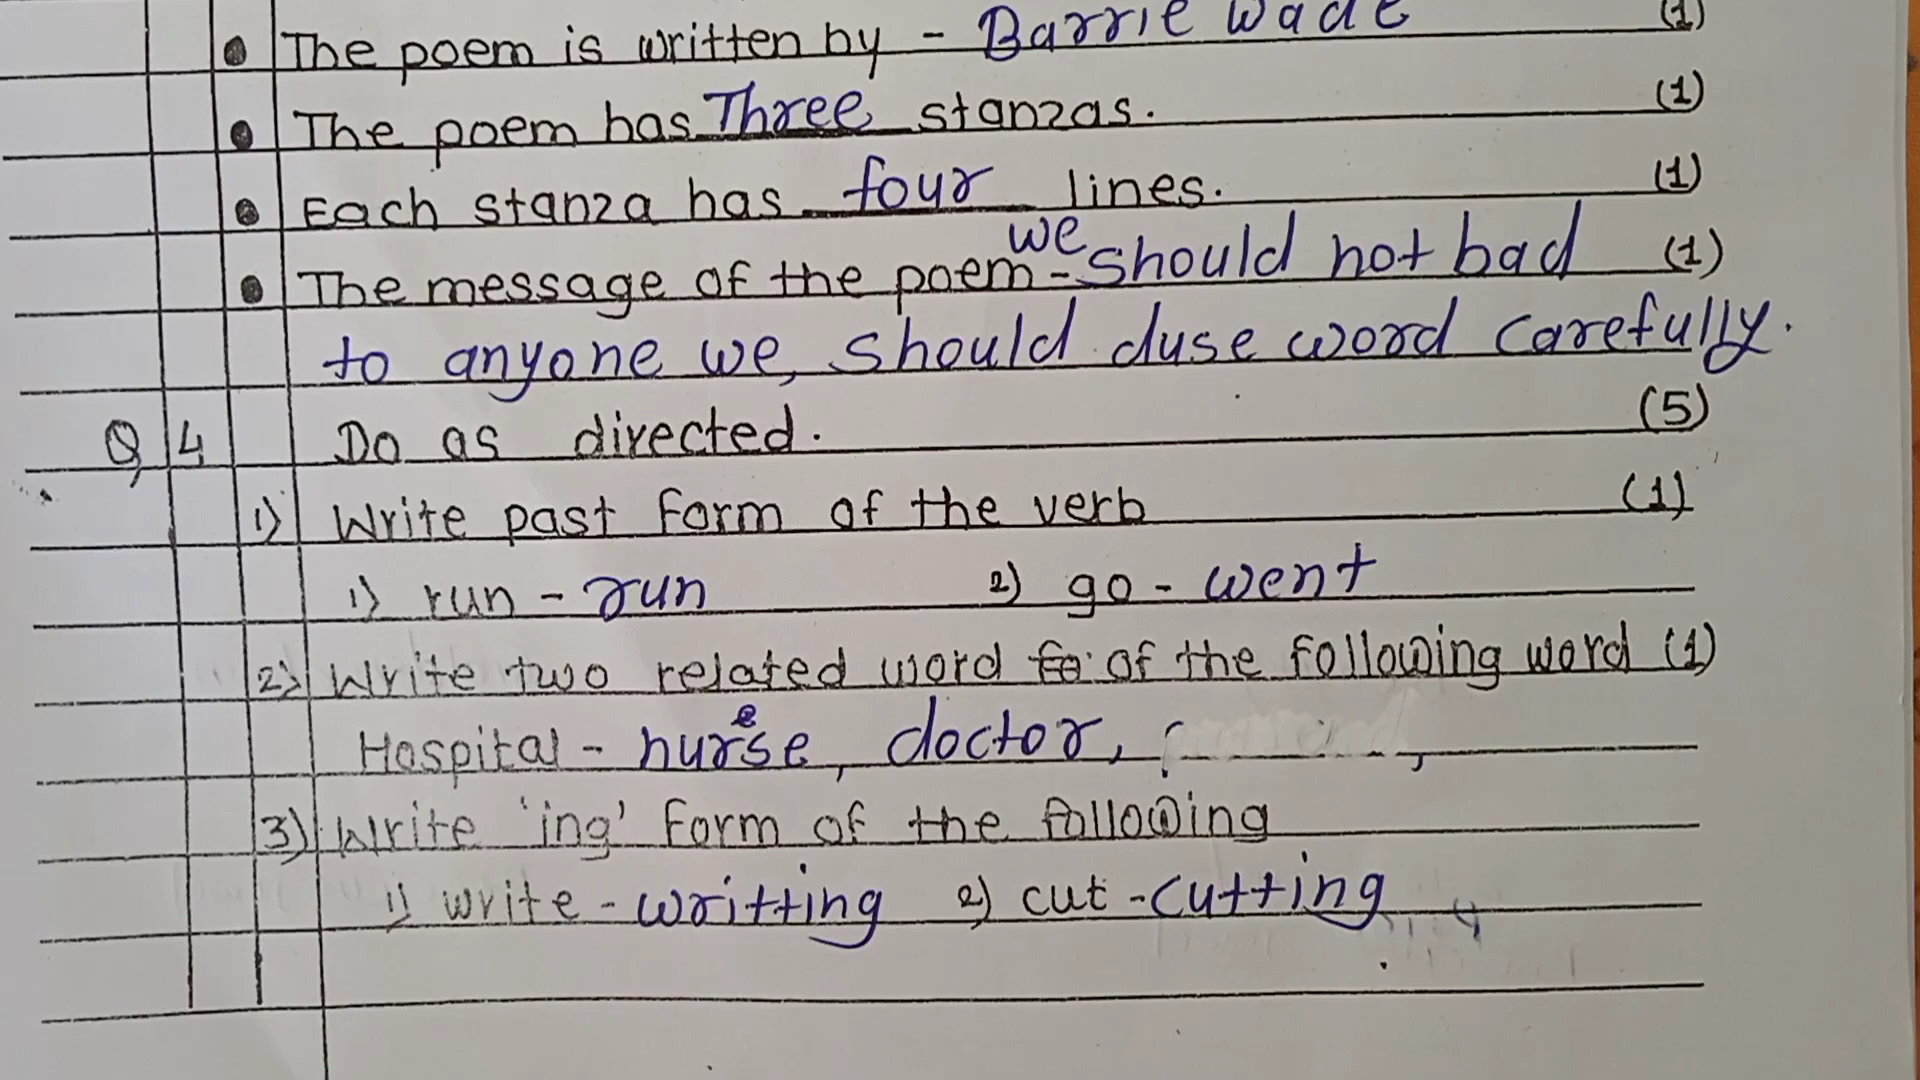 The poem is written by - Barrie Wade (1)
The poem has Three stanzas. (1)
Each stanza has four lines. (1)
The message of the poem - we should not bad (1)
to anyone we, should duse word carefully.
Q 4 Do as directed. (5)
1) Write past form of the verb (1)
1) run - run 2) go - went
2) Write two related word fo of the following word (1)
Hospital - nurese, doctor,
3) Write 'ing' form of the following
1) write - writting 2) cut - cutting